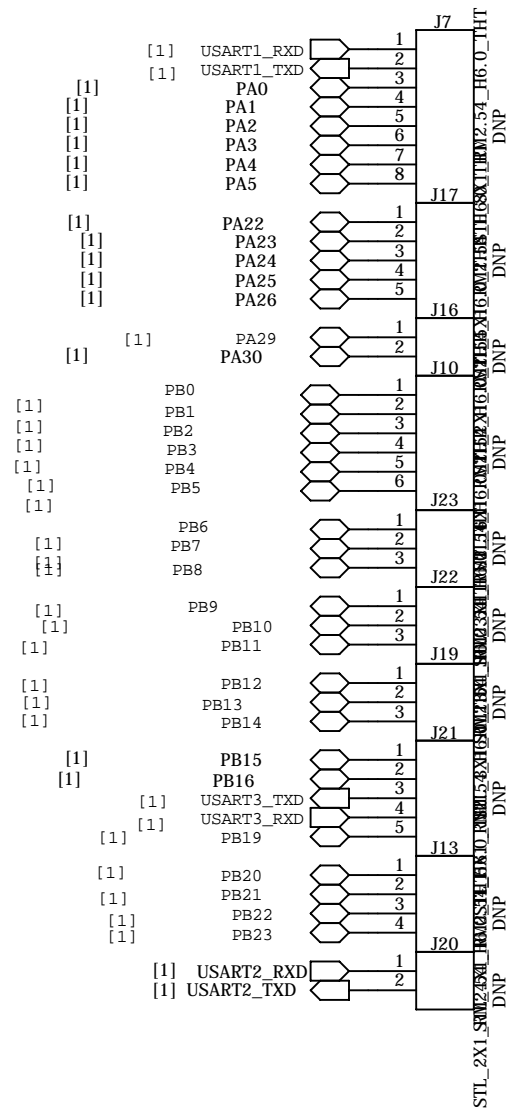 J7
[1] USART1_RXD 1
[1] USART1_TXD 2
[1] PA0 3
[1] PA1 4
[1] PA2 5
[1] PA3 6
[1] PA4 7
[1] PA5 8
DNP
J17
[1] PA22 1
[1] PA23 2
[1] PA24 3
[1] PA25 4
[1] PA26 5
DNP
J16
[1] PA29 1
[1] PA30 2
DNP
J10
PB0 1
[1] PB1 2
[1] PB2 3
[1] PB3 4
[1] PB4 5
[1] PB5 6
[1]
DNP
J23
PB6 1
[1] PB7 2
[1]
[1] PB8 3
DNP
J22
[1] PB9 1
[1] PB10 2
[1] PB11 3
DNP
J19
[1] PB12 1
[1] PB13 2
[1] PB14 3
DNP
J21
[1] PB15 1
[1] PB16 2
[1] USART3_TXD 3
[1] USART3_RXD 4
[1] PB19 5
DNP
J13
[1] PB20 1
[1] PB21 2
[1] PB22 3
[1] PB23 4
DNP
J20
[1] USART2_RXD 1
[1] USART2_TXD 2
DNP